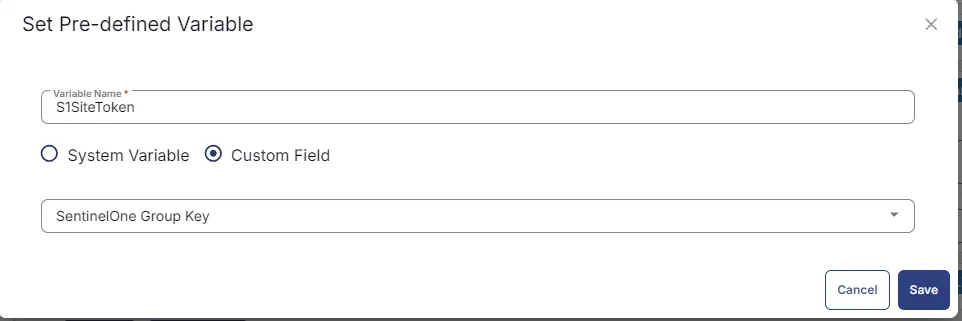 Set Pre-defined Variable
Variable Name *
S1SiteToken
System Variable Custom Field
SentinelOne Group Key
Cancel Save